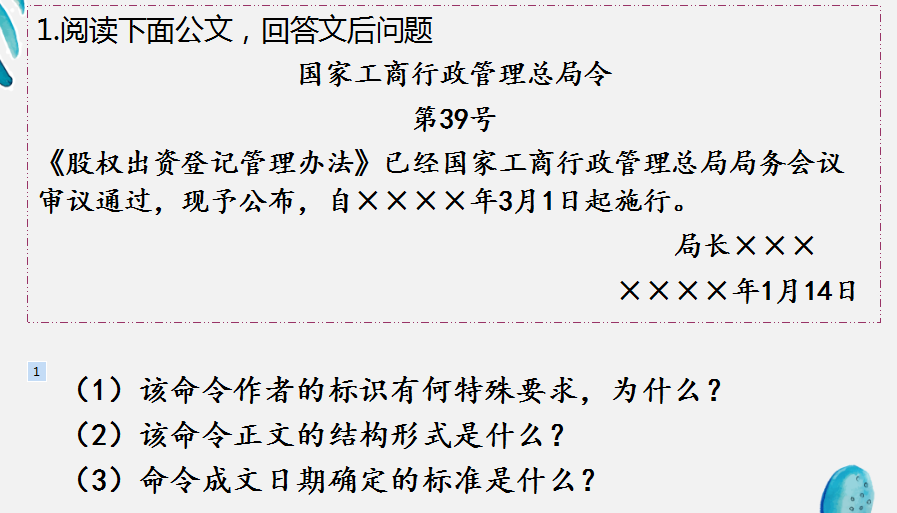 1.阅读下面公文，回答文后问题
国家工商行政管理总局令
第39号
《股权出资登记管理办法》已经国家工商行政管理总局局务会议
审议通过，现予公布，自××××年3月1日起施行。
局长×××
××××年1月14日
1
（1）该命令作者的标识有何特殊要求，为什么？
（2）该命令正文的结构形式是什么？
（3）命令成文日期确定的标准是什么？